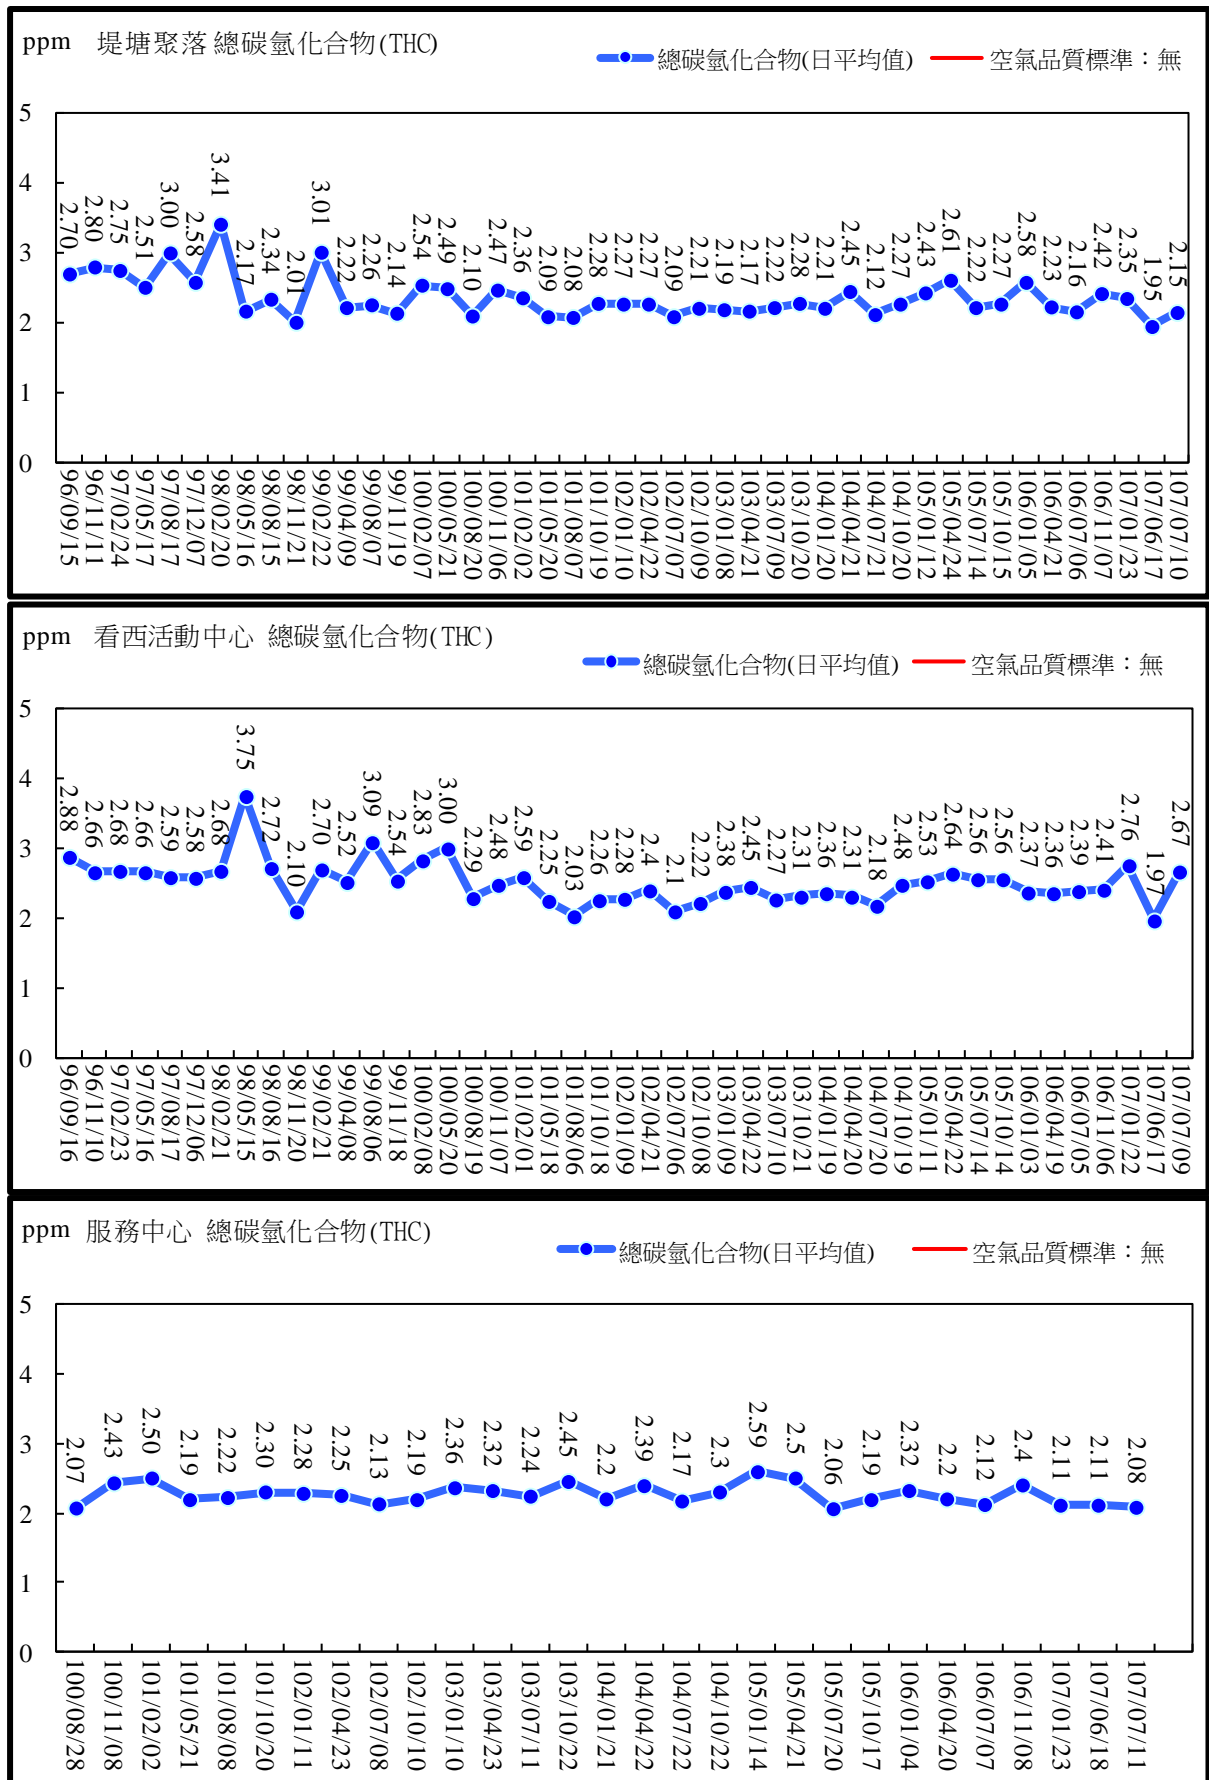 ppm 堤塘聚落 總碳氫化合物(THC)
總碳氫化合物(日平均值) 空氣品質標準：無
5
4
3
2
1
0
2.70 2.80 2.75 2.51 3.00 2.58 3.41 2.17 2.34 2.01 3.01 2.22 2.26 2.14 2.54 2.49 2.10 2.47 2.36 2.09 2.08 2.28 2.27 2.27 2.09 2.21 2.19 2.17 2.22 2.28 2.21 2.45 2.12 2.27 2.43 2.61 2.22 2.27 2.58 2.23 2.16 2.42 2.35 1.95 2.15
96/09/15 96/11/11 97/02/24 97/05/17 97/08/17 97/12/07 98/02/20 98/05/16 98/08/15 98/11/21 99/02/22 99/04/09 99/08/07 99/11/19 100/02/07 100/05/21 100/08/20 100/11/06 101/02/02 101/05/20 101/08/07 101/10/19 102/01/10 102/04/22 102/07/07 102/10/09 103/01/08 103/04/21 103/07/09 103/10/20 104/01/20 104/04/21 104/07/21 104/10/20 105/01/12 105/04/24 105/07/14 105/10/15 106/01/05 106/04/21 106/07/06 106/11/07 107/01/23 107/06/17 107/07/10
ppm 看西活動中心 總碳氫化合物(THC)
總碳氫化合物(日平均值) 空氣品質標準：無
5
4
3
2
1
0
2.88 2.66 2.68 2.66 2.59 2.58 2.68 3.75 2.72 2.10 2.70 2.52 3.09 2.54 2.83 3.00 2.29 2.48 2.59 2.25 2.03 2.26 2.28 2.4 2.1 2.22 2.38 2.45 2.27 2.31 2.36 2.31 2.18 2.48 2.53 2.64 2.56 2.56 2.37 2.36 2.39 2.41 2.76 1.97 2.67
96/09/16 96/11/10 97/02/23 97/05/16 97/08/17 97/12/06 98/02/21 98/05/15 98/08/16 98/11/20 99/02/21 99/04/08 99/08/06 99/11/18 100/02/08 100/05/20 100/08/19 100/11/07 101/02/01 101/05/18 101/08/06 101/10/18 102/01/09 102/04/21 102/07/06 102/10/08 103/01/09 103/04/22 103/07/10 103/10/21 104/01/19 104/04/20 104/07/20 104/10/19 105/01/11 105/04/22 105/07/14 105/10/14 106/01/03 106/04/19 106/07/05 106/11/06 107/01/22 107/06/17 107/07/09
ppm 服務中心 總碳氫化合物(THC)
總碳氫化合物(日平均值) 空氣品質標準：無
5
4
3
2
1
0
2.07 2.43 2.50 2.19 2.22 2.30 2.28 2.25 2.13 2.19 2.36 2.32 2.24 2.45 2.2 2.39 2.17 2.3 2.59 2.5 2.06 2.19 2.32 2.2 2.12 2.4 2.11 2.11 2.08
100/08/28 100/11/08 101/02/02 101/05/21 101/08/08 101/10/20 102/01/11 102/04/23 102/07/08 102/10/10 103/01/10 103/04/23 103/07/11 103/10/22 104/01/21 104/04/22 104/07/22 104/10/22 105/01/14 105/04/21 105/07/20 105/10/17 106/01/04 106/04/20 106/07/07 106/11/08 107/01/23 107/06/18 107/07/11